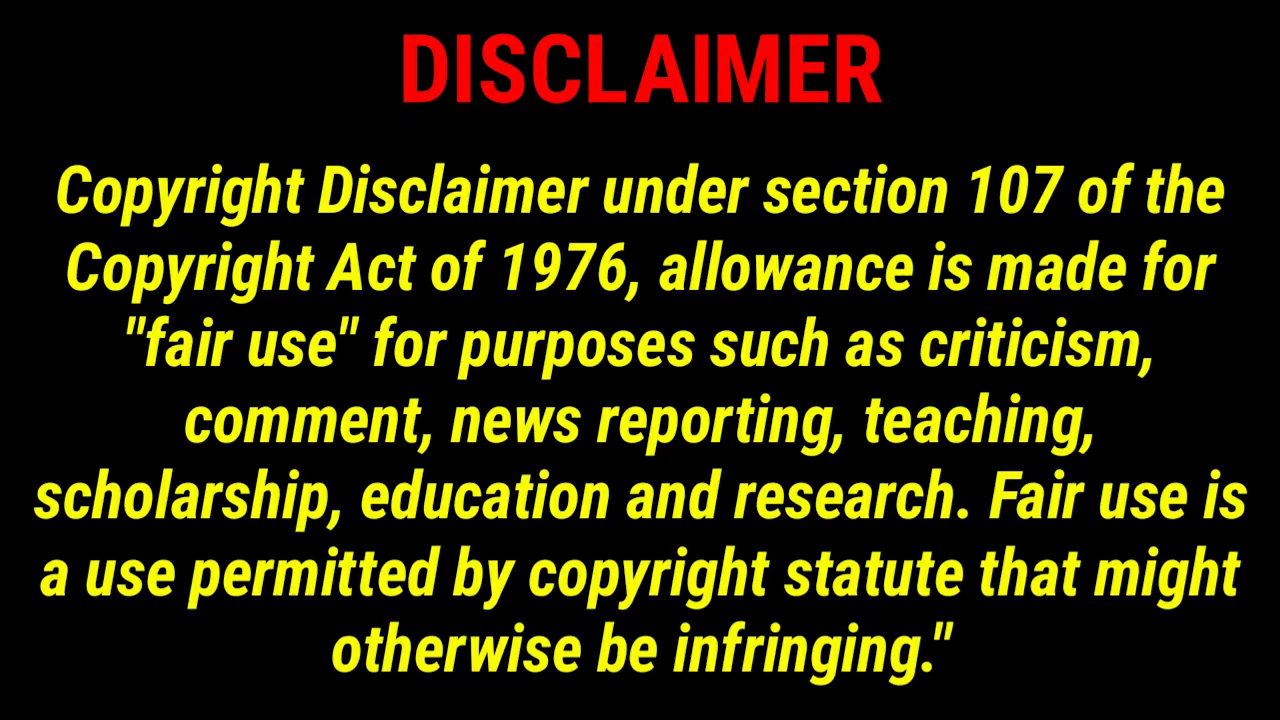 DISCLAIMER
Copyright Disclaimer under section 107 of the
Copyright Act of 1976, allowance is made for
"fair use" for purposes such as criticism,
comment, news reporting, teaching,
scholarship, education and research. Fair use is
a use permitted by copyright statute that might
otherwise be infringing."